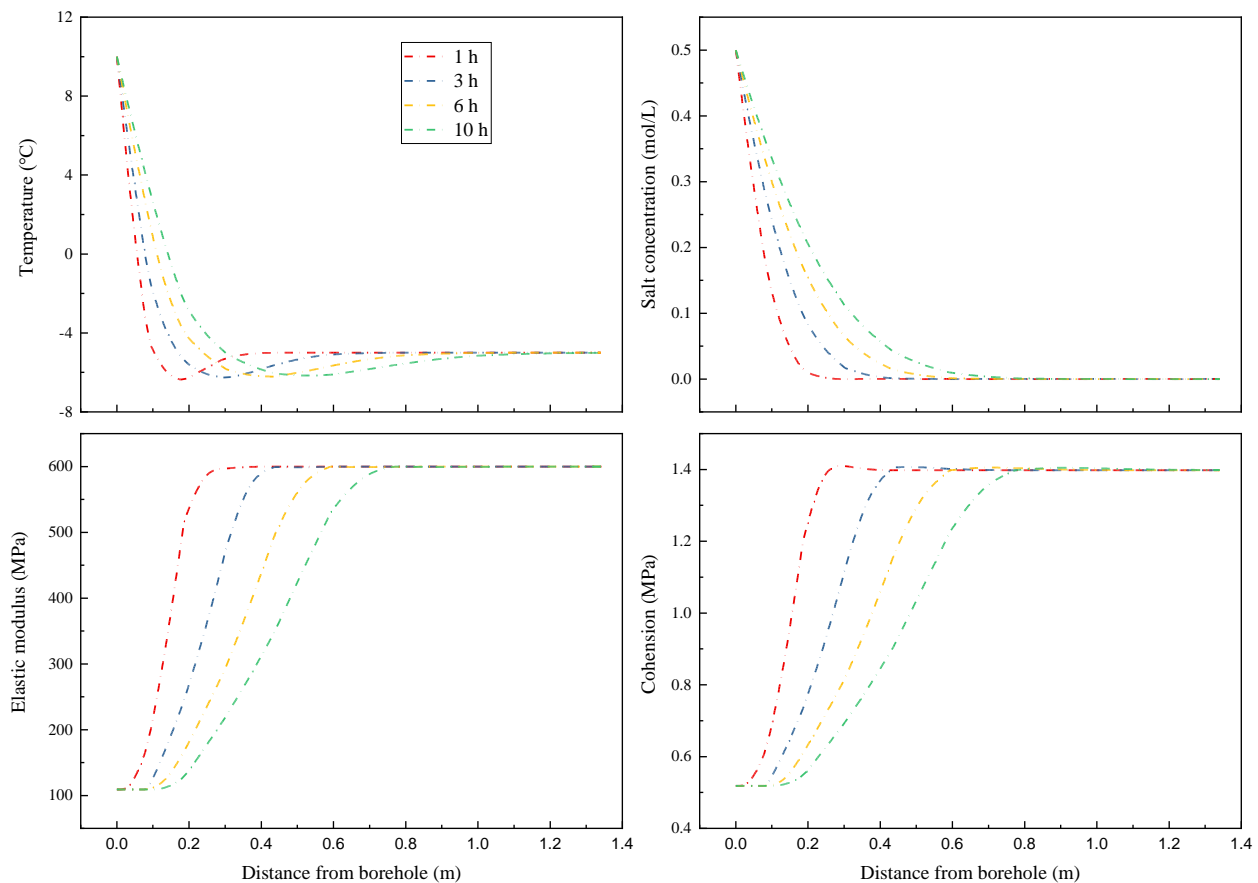 12
8
4
0
-4
-8
Temperature (°C)
1 h
3 h
6 h
10 h
0.5
0.4
0.3
0.2
0.1
0.0
Salt concentration (mol/L)
600
500
400
300
200
100
Elastic modulus (MPa)
0.0 0.2 0.4 0.6 0.8 1.0 1.2 1.4
Distance from borehole (m)
1.4
1.2
1.0
0.8
0.6
0.4
Cohension (MPa)
0.0 0.2 0.4 0.6 0.8 1.0 1.2 1.4
Distance from borehole (m)